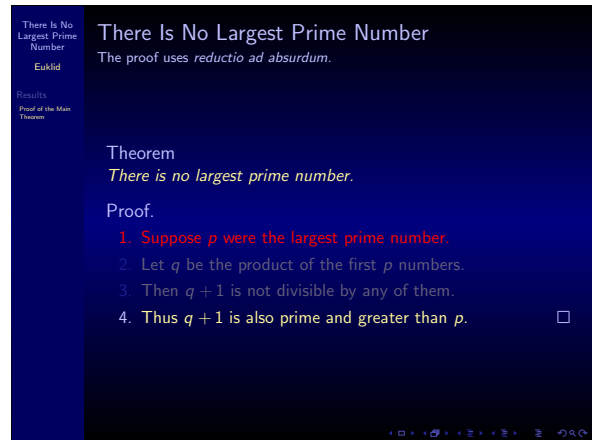 There Is No
Largest Prime
Number
Euklid
Results
Proof of the Main
Theorem
There Is No Largest Prime Number
The proof uses reductio ad absurdum.
Theorem
There is no largest prime number.
Proof.
1. Suppose p were the largest prime number.
2. Let q be the product of the first p numbers.
3. Then q + 1 is not divisible by any of them.
4. Thus q + 1 is also prime and greater than p. □